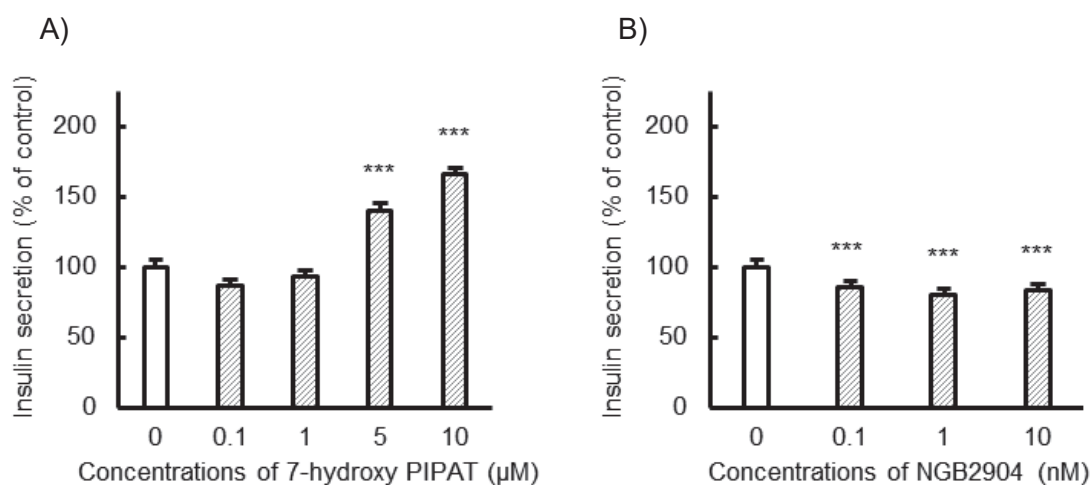 A)
Insulin secretion (% of control)
200
150
100
50
0
***
***
0 0.1 1 5 10
Concentrations of 7-hydroxy PIPAT (µM)
B)
Insulin secretion (% of control)
200
150
100
50
0
*** *** ***
0 0.1 1 10
Concentrations of NGB2904 (nM)